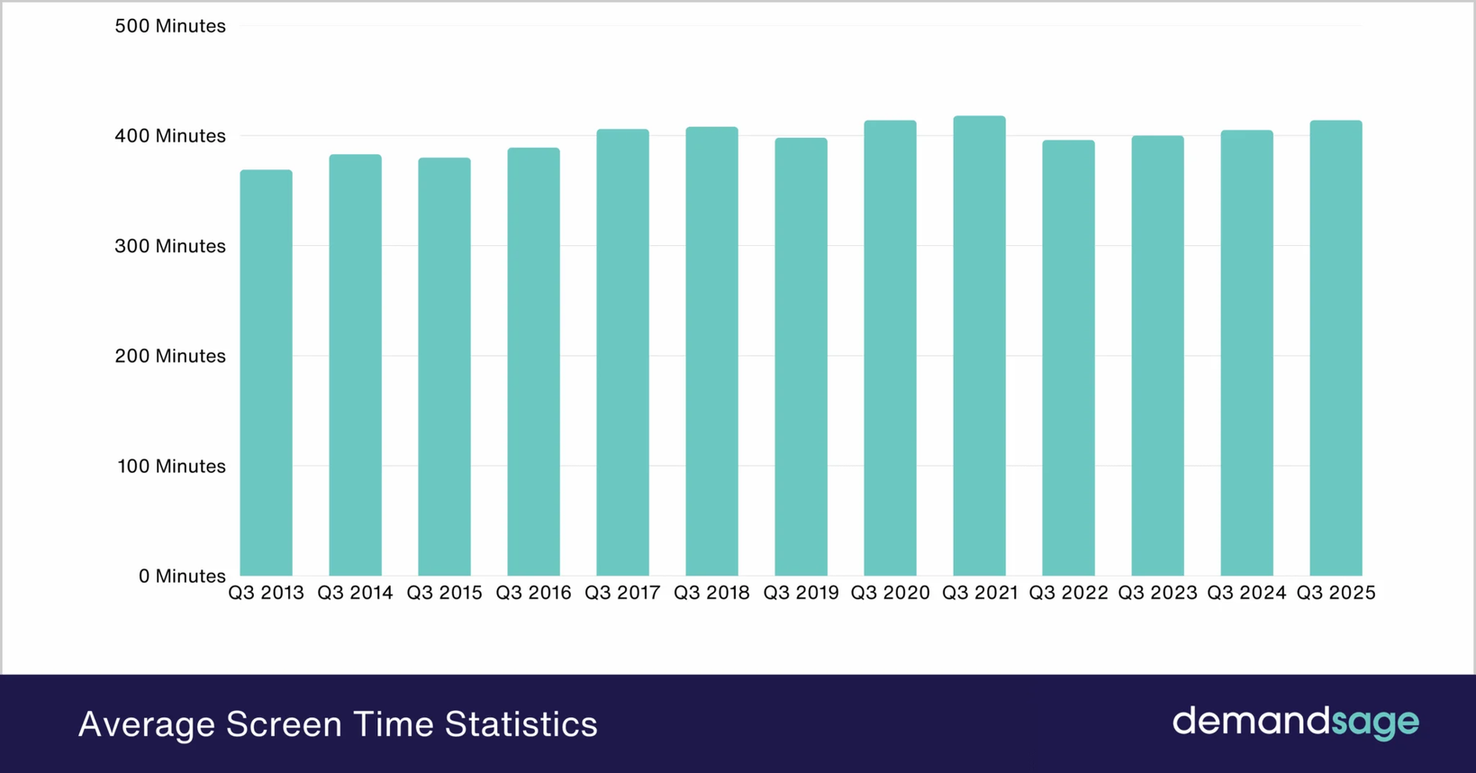 500 Minutes
400 Minutes
300 Minutes
200 Minutes
100 Minutes
0 Minutes
Q3 2013 Q3 2014 Q3 2015 Q3 2016 Q3 2017 Q3 2018 Q3 2019 Q3 2020 Q3 2021 Q3 2022 Q3 2023 Q3 2024 Q3 2025
Average Screen Time Statistics
demandsage